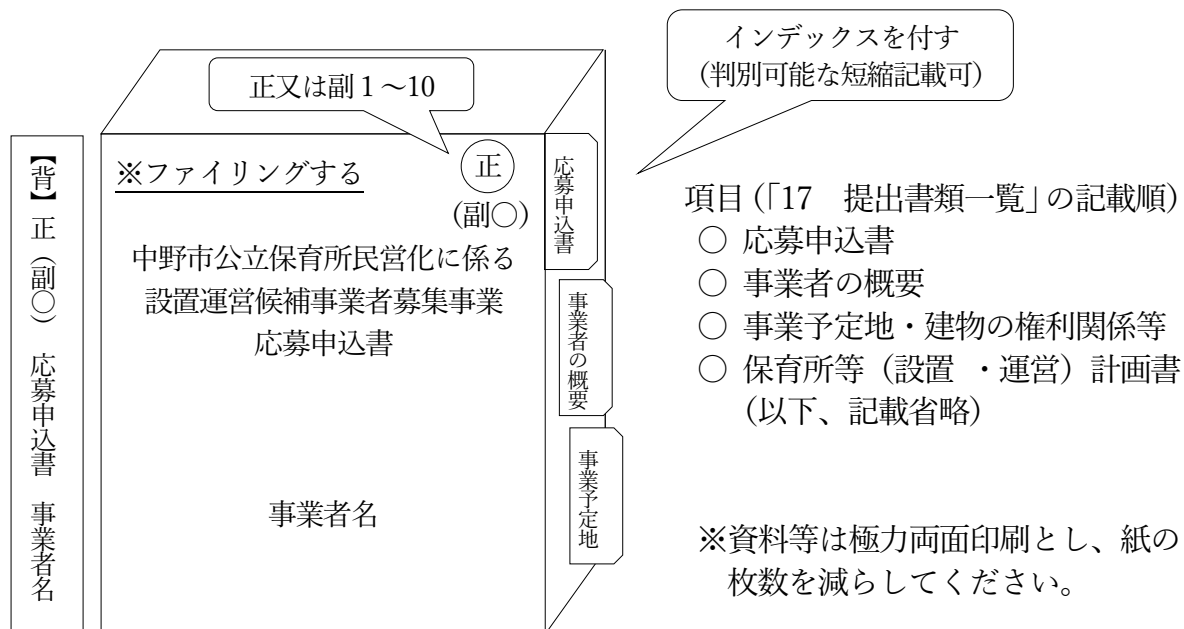 インデックスを付す
(判別可能な短縮記載可)
正又は副1~10
【背】正(副○) 応募申込書 事業者名
※ファイリングする
正
(副○)
中野市公立保育所民営化に係る
設置運営候補事業者募集事業
応募申込書
事業者名
応募申込書
事業者の概要
事業予定地
項目(「17 提出書類一覧」の記載順)
○ 応募申込書
○ 事業者の概要
○ 事業予定地・建物の権利関係等
○ 保育所等(設置 ・運営)計画書
(以下、記載省略)
※資料等は極力両面印刷とし、紙の
枚数を減らしてください。